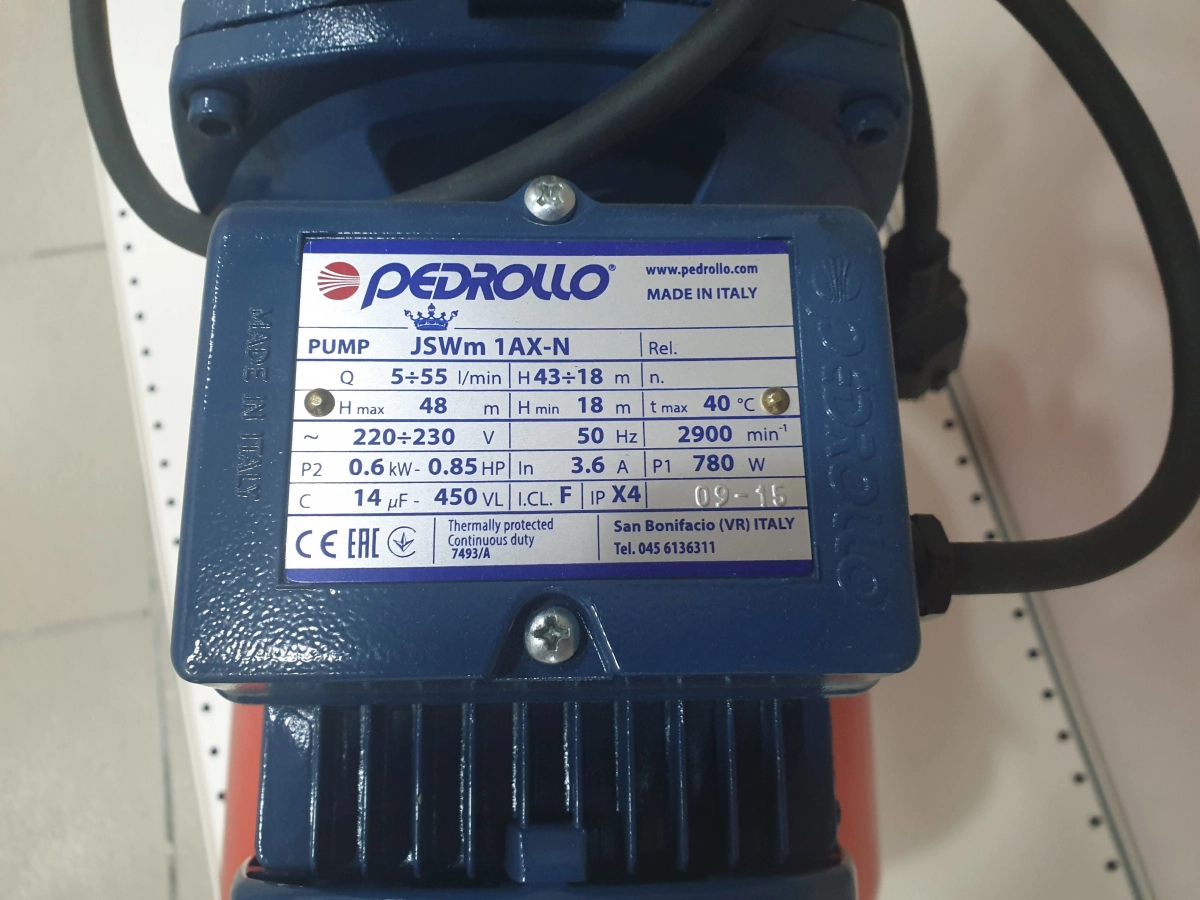 PEDROLLO®
www.pedrollo.com
MADE IN ITALY
PUMP JSWm 1AX-N Rel.
Q 5÷55 l/min H 43÷18 m n.
H max 48 m H min 18 m t max 40 °C
~ 220÷230 V 50 Hz 2900 min⁻¹
P2 0.6 kW - 0.85 HP In 3.6 A P1 780 W
C 14 µF - 450 VL I.CL. F IP X4 09-15
CE EAC
Thermally protected
Continuous duty
7493/A
San Bonifacio (VR) ITALY
Tel. 045 6136311
MADE IN ITALY
PEDROLLO